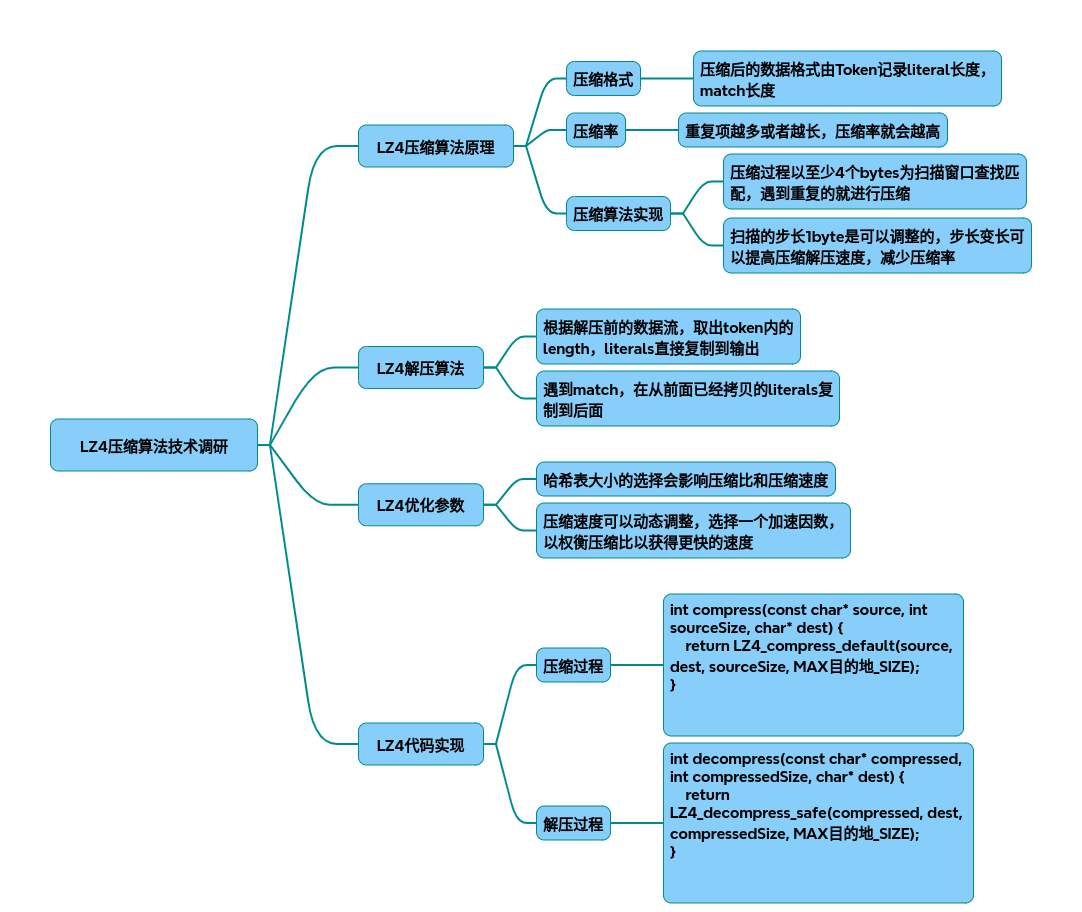 LZ4压缩算法技术调研
LZ4压缩算法原理
压缩格式
压缩后的数据格式由Token记录literal长度，
match长度
压缩率
重复项越多或者越长，压缩率就会越高
压缩算法实现
压缩过程以至少4个bytes为扫描窗口查找匹
配，遇到重复的就进行压缩
扫描的步长1byte是可以调整的，步长变长可
以提高压缩解压速度，减少压缩率
LZ4解压算法
根据解压前的数据流，取出token内的
length，literals直接复制到输出
遇到match，在从前面已经拷贝的literals复
制到后面
LZ4优化参数
哈希表大小的选择会影响压缩比和压缩速度
压缩速度可以动态调整，选择一个加速因数，
以权衡压缩比以获得更快的速度
LZ4代码实现
压缩过程
int compress(const char* source, int
sourceSize, char* dest) {
    return LZ4_compress_default(source,
dest, sourceSize, MAX目的地_SIZE);
}
解压过程
int decompress(const char* compressed,
int compressedSize, char* dest) {
    return
LZ4_decompress_safe(compressed, dest,
compressedSize, MAX目的地_SIZE);
}